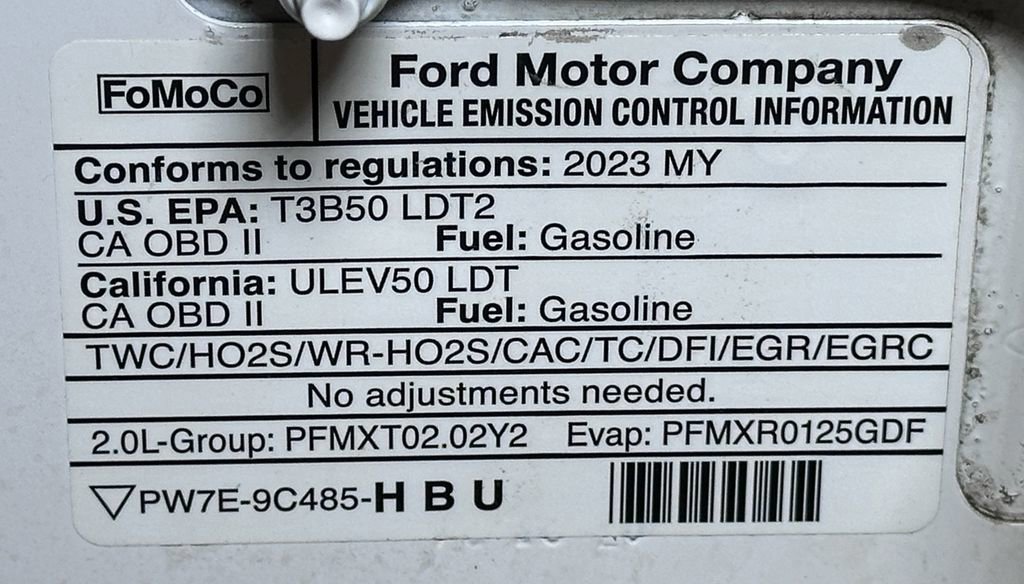 FoMoCo
Ford Motor Company
VEHICLE EMISSION CONTROL INFORMATION
Conforms to regulations: 2023 MY
U.S. EPA: T3B50 LDT2
CA OBD II Fuel: Gasoline
California: ULEV50 LDT
CA OBD II Fuel: Gasoline
TWC/HO2S/WR-HO2S/CAC/TC/DFI/EGR/EGRC
No adjustments needed.
2.0L-Group: PFMXT02.02Y2 Evap: PFMXR0125GDF
▽PW7E-9C485-H B U